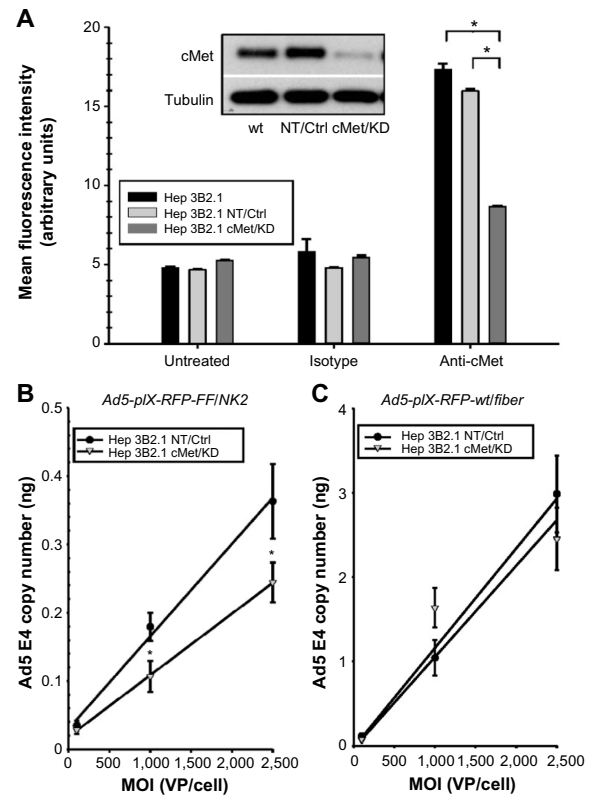 A
Mean fluorescence intensity
(arbitrary units)
20
15
10
5
0
cMet
Tubulin
wt NT/Ctrl cMet/KD
Hep 3B2.1
Hep 3B2.1 NT/Ctrl
Hep 3B2.1 cMet/KD
*
*
Untreated Isotype Anti-cMet
B
Ad5-pIX-RFP-FF/NK2
Ad5 E4 copy number (ng)
0.5
0.4
0.3
0.2
0.1
0
Hep 3B2.1 NT/Ctrl
Hep 3B2.1 cMet/KD
*
*
0 500 1,000 1,500 2,000 2,500
MOI (VP/cell)
C
Ad5-pIX-RFP-wt/fiber
Ad5 E4 copy number (ng)
4
3
2
1
0
Hep 3B2.1 NT/Ctrl
Hep 3B2.1 cMet/KD
0 500 1,000 1,500 2,000 2,500
MOI (VP/cell)